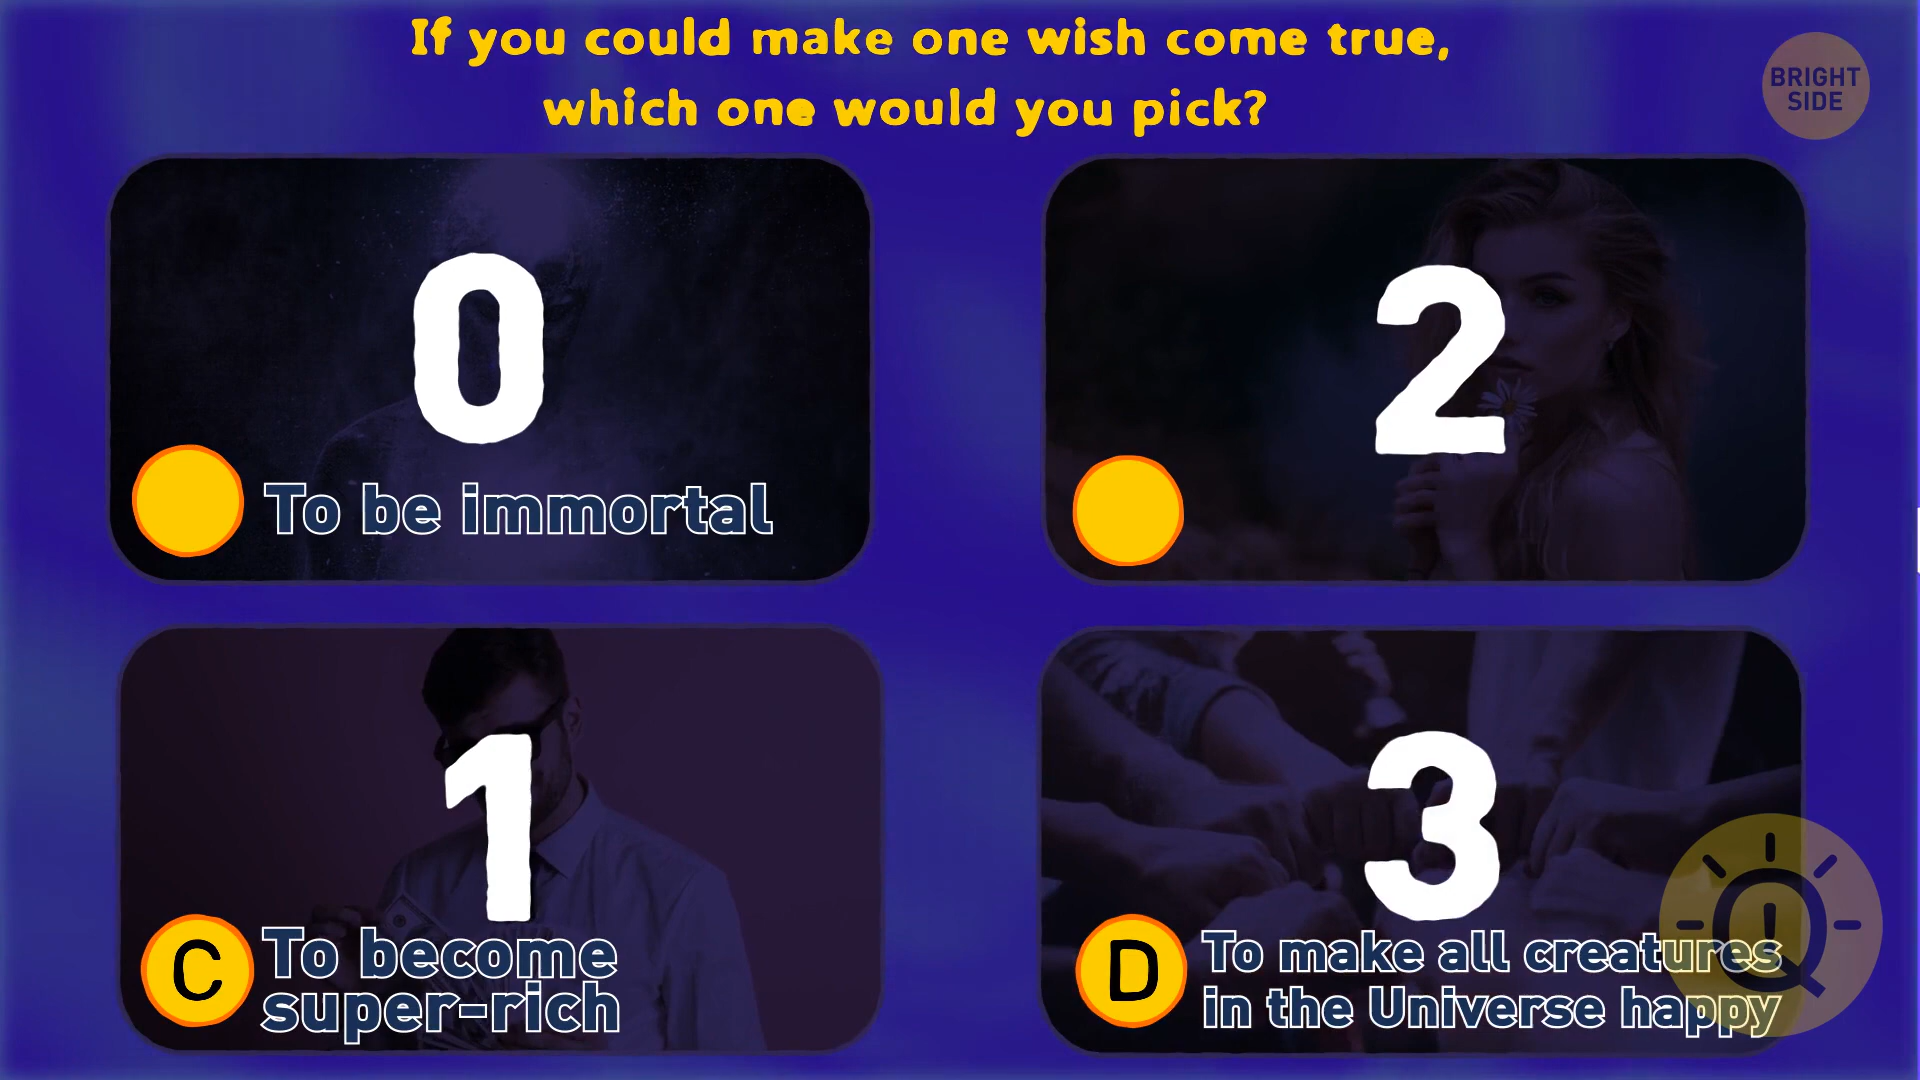 If you could make one wish come true,
which one would you pick?
BRIGHT
SIDE
0
To be immortal
2
1
C
To become
super-rich
3
D
To make all creatures
in the Universe happy